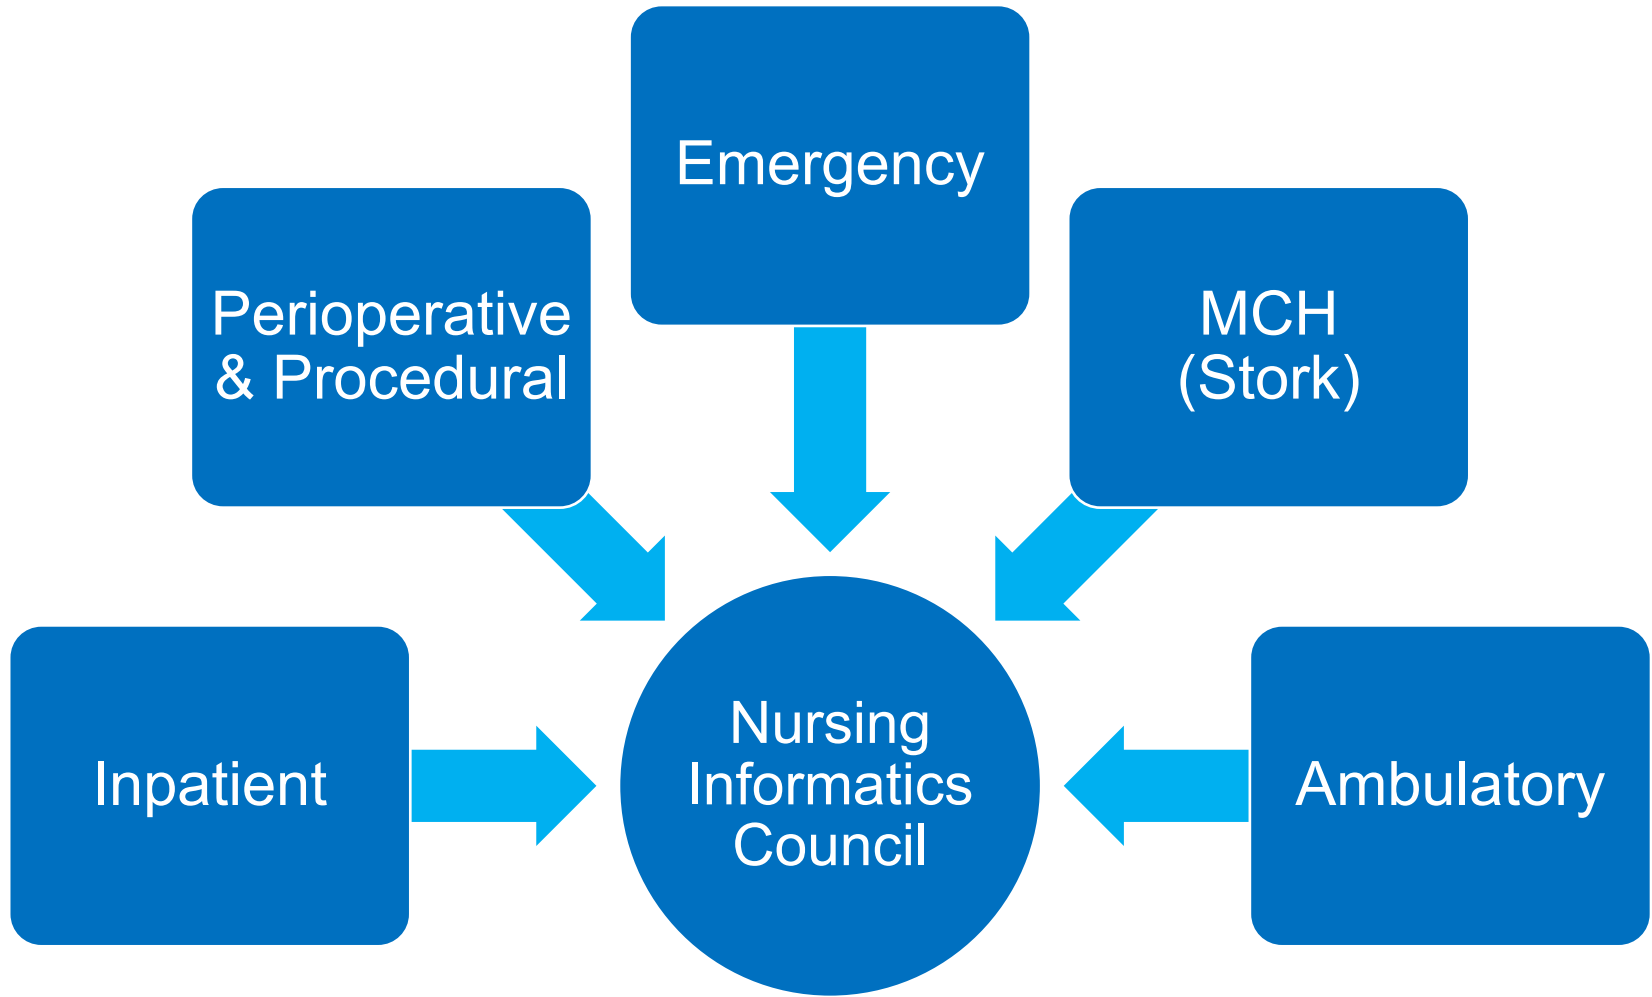 Emergency
Perioperative
& Procedural
MCH
(Stork)
Inpatient
Nursing
Informatics
Council
Ambulatory